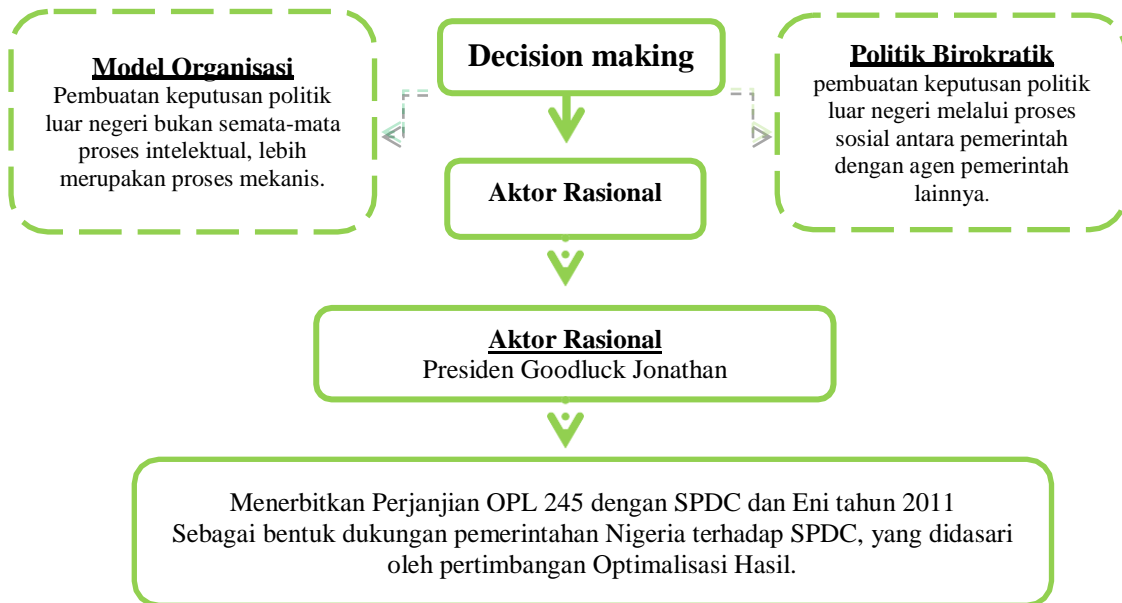 Decision making
Model Organisasi
Pembuatan keputusan politik
luar negeri bukan semata-mata
proses intelektual, lebih
merupakan proses mekanis.
Politik Birokratik
pembuatan keputusan politik
luar negeri melalui proses
sosial antara pemerintah
dengan agen pemerintah
lainnya.
Aktor Rasional
Aktor Rasional
Presiden Goodluck Jonathan
Menerbitkan Perjanjian OPL 245 dengan SPDC dan Eni tahun 2011
Sebagai bentuk dukungan pemerintahan Nigeria terhadap SPDC, yang didasari
oleh pertimbangan Optimalisasi Hasil.